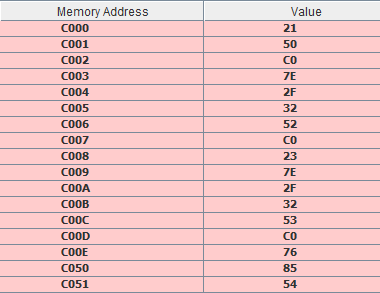 Memory Address Value
C000 21
C001 50
C002 C0
C003 7E
C004 2F
C005 32
C006 52
C007 C0
C008 23
C009 7E
C00A 2F
C00B 32
C00C 53
C00D C0
C00E 76
C050 85
C051 54